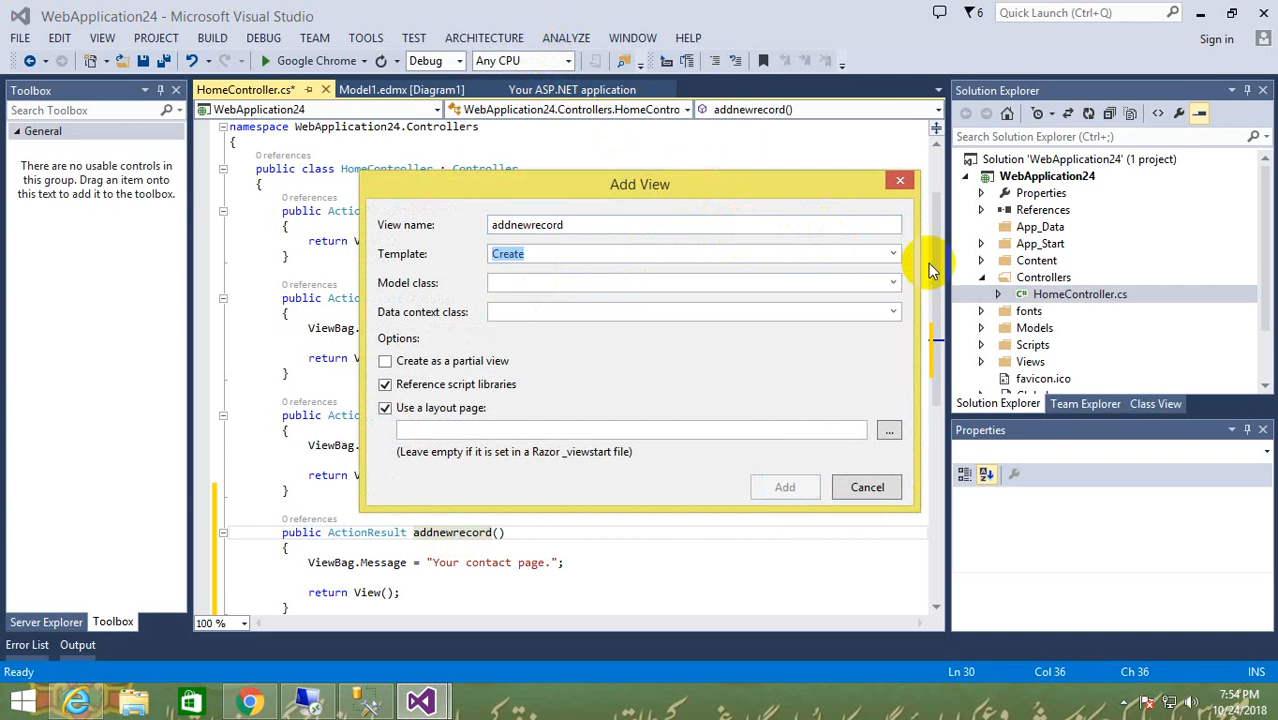 WebApplication24 - Microsoft Visual Studio
6
Quick Launch (Ctrl+Q)
FILE EDIT VIEW PROJECT BUILD DEBUG TEAM TOOLS TEST ARCHITECTURE ANALYZE WINDOW HELP
Sign in
Google Chrome Debug Any CPU
Toolbox
Search Toolbox
General
There are no usable controls in
this group. Drag an item onto
this text to add it to the toolbox.
Server Explorer Toolbox
HomeController.cs* Model1.edmx [Diagram1] Your ASP.NET application
WebApplication24 WebApplication24.Controllers.HomeContro addnewrecord()
namespace WebApplication24.Controllers
{
0 references
public class HomeController : Controller
{
0 references
public Actio
{
return V
}
0 references
public Actio
{
ViewBag.
return V
}
0 references
public Actio
{
ViewBag.
return V
}
0 references
public ActionResult addnewrecord()
{
ViewBag.Message = "Your contact page.";
return View();
}
100 %
Add View
View name: addnewrecord
Template: Create
Model class:
Data context class:
Options:
Create as a partial view
Reference script libraries
Use a layout page:
...
(Leave empty if it is set in a Razor _viewstart file)
Add Cancel
Solution Explorer
Search Solution Explorer (Ctrl+;)
Solution 'WebApplication24' (1 project)
WebApplication24
Properties
References
App_Data
App_Start
Content
Controllers
C# HomeController.cs
fonts
Models
Scripts
Views
favicon.ico
Solution Explorer Team Explorer Class View
Properties
Error List Output
Ready
Ln 30 Col 36 Ch 36 INS
7:54 PM
10/24/2018